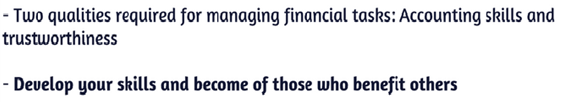 - Two qualities required for managing financial tasks: Accounting skills and
trustworthiness
- Develop your skills and become of those who benefit others